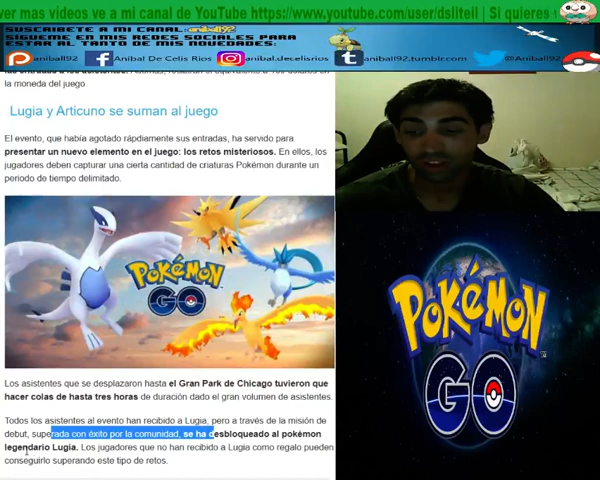 ver mas videos ve a mi canal de YouTube https://www.youtube.com/user/dsliteil | Si quieres
SUSCRIBETE A MI CANAL:aniball92
SIGUEME EN MIS REDES SOCIALES PARA
ESTAR AL TANTO DE MIS NOVEDADES:
aniball92
Anibal De Celis Rios
anibal.decelisrios
aniball92.tumblr.com
@Aniball92
la moneda del juego
Lugia y Articuno se suman al juego
El evento, que había agotado rápidamente sus entradas, ha servido para
presentar un nuevo elemento en el juego: los retos misteriosos. En ellos, los
jugadores deben capturar una cierta cantidad de criaturas Pokémon durante un
periodo de tiempo delimitado.
POKéMON
GO
Los asistentes que se desplazaron hasta el Gran Park de Chicago tuvieron que
hacer colas de hasta tres horas de duración dado el gran volumen de asistentes.
Todos los asistentes al evento han recibido a Lugia, pero a través de la misión de
debut, superada con éxito por la comunidad, se ha desbloqueado al pokémon
legendario Lugia. Los jugadores que no han recibido a Lugia como regalo pueden
conseguirlo superando este tipo de retos.
POKéMON
GO